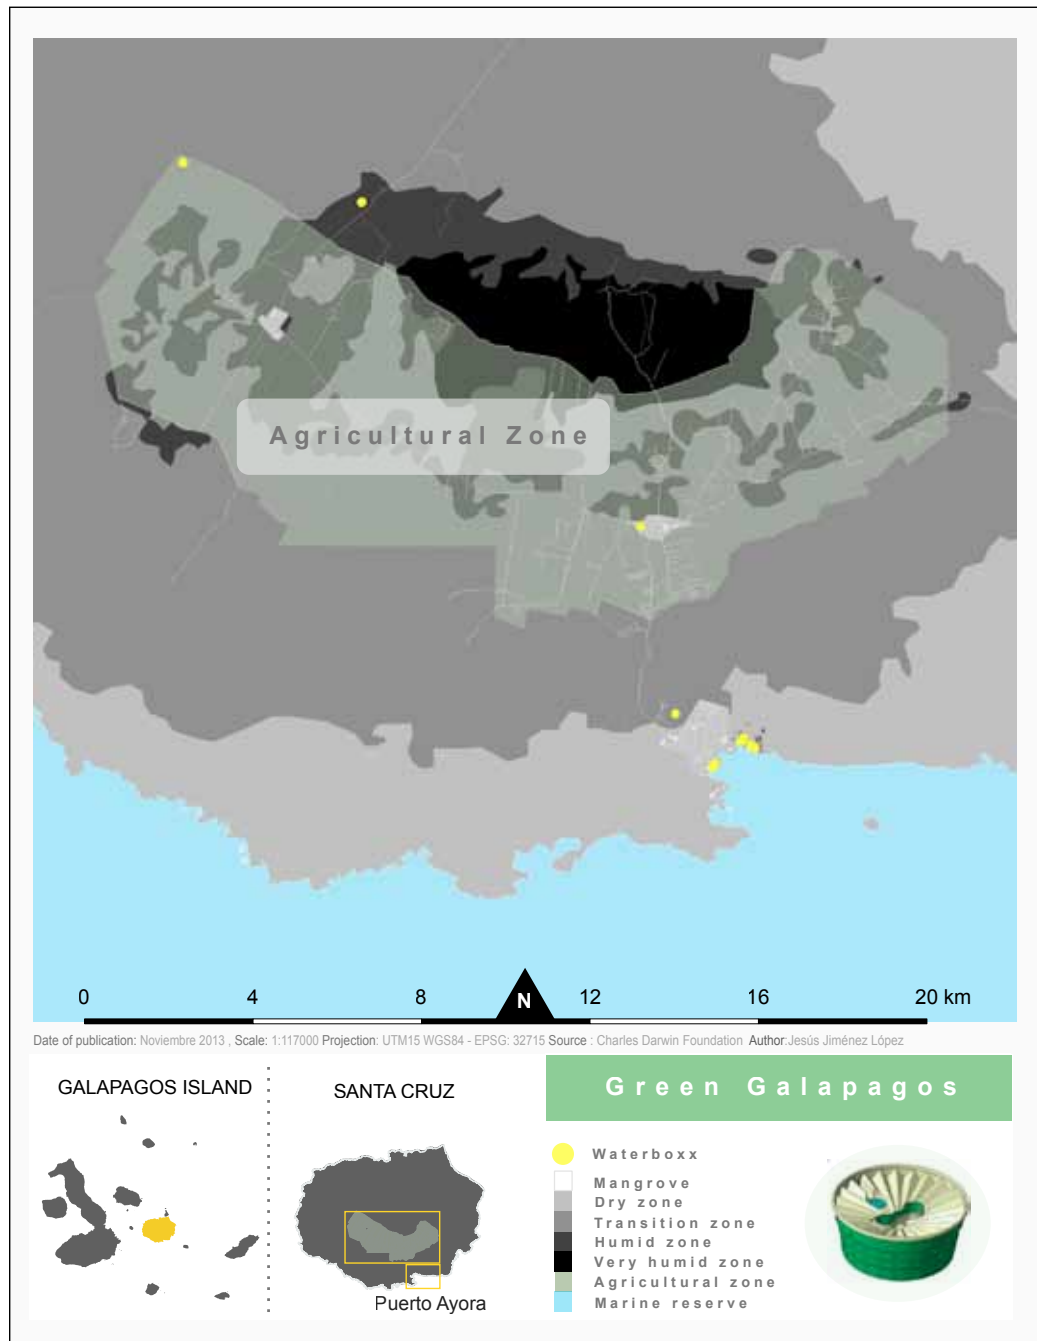 Agricultural Zone
0 4 8 N 12 16 20 km
Date of publication: Noviembre 2013 , Scale: 1:117000 Projection: UTM15 WGS84 - EPSG: 32715 Source : Charles Darwin Foundation Author:Jesús Jiménez López
GALAPAGOS ISLAND
SANTA CRUZ
Puerto Ayora
Green Galapagos
Waterboxx
Mangrove
Dry zone
Transition zone
Humid zone
Very humid zone
Agricultural zone
Marine reserve